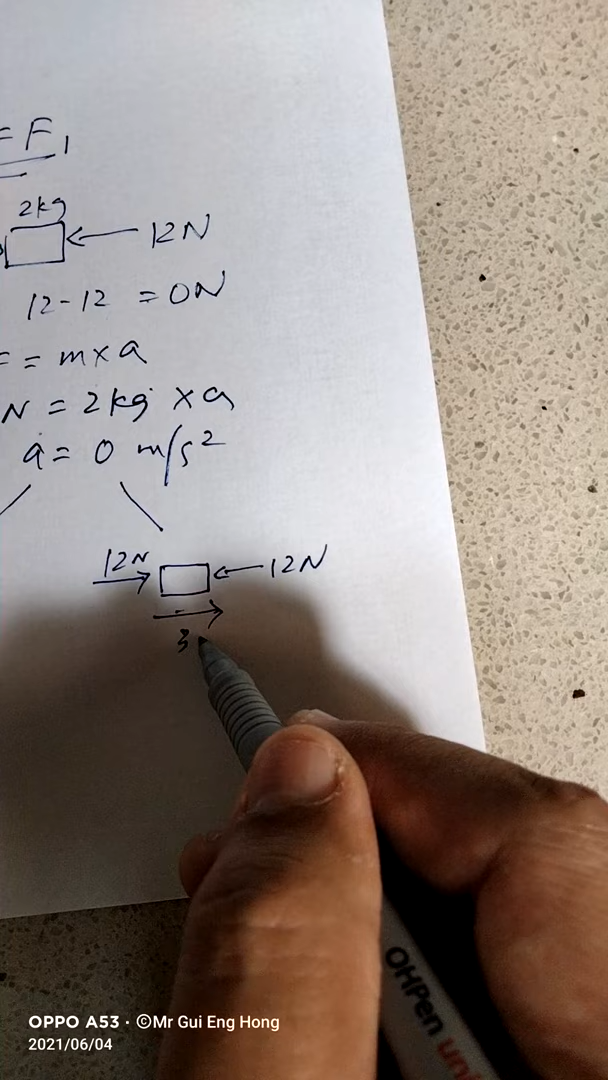 = F1
2kg
12N
12-12 = 0N
= m x a
N = 2kg x a
a = 0 m/s²
12N
12N
3
OHPen uni
OPPO A53 · ©Mr Gui Eng Hong
2021/06/04